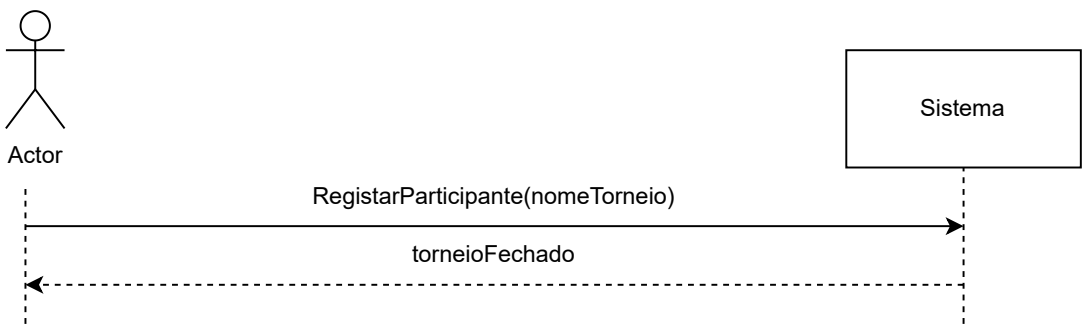 Sistema
Actor
RegistarParticipante(nomeTorneio)
torneioFechado